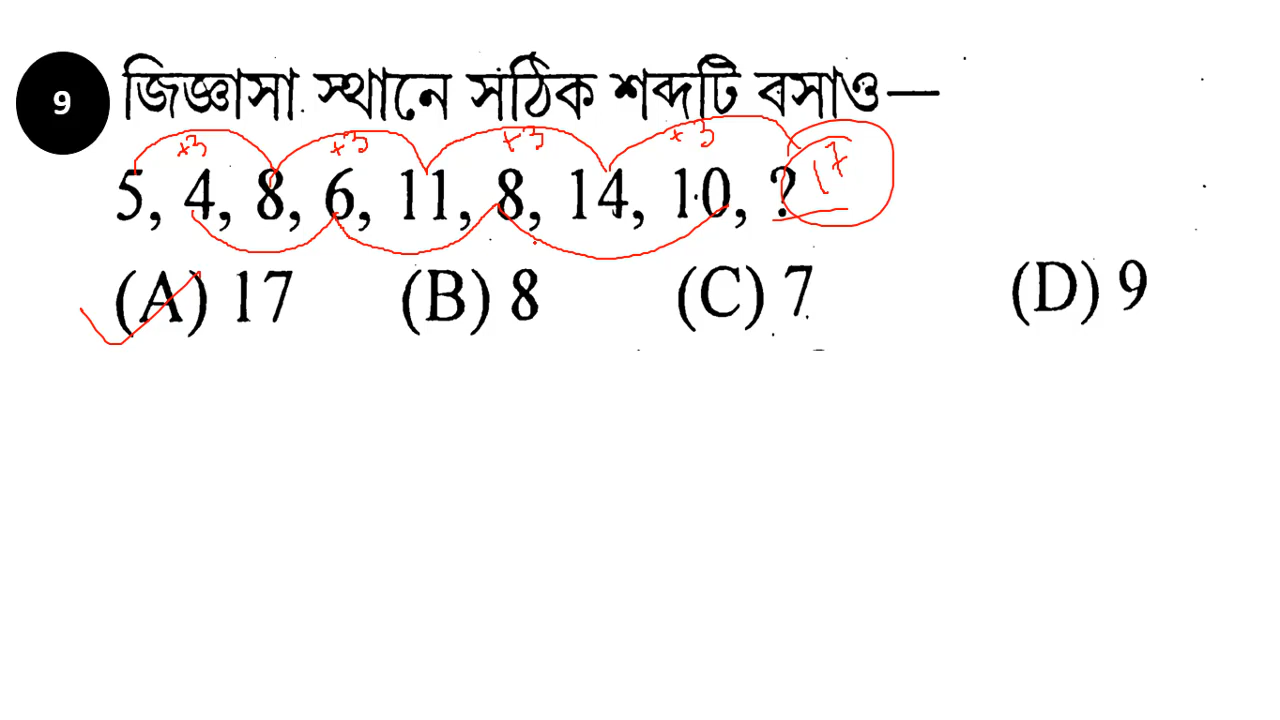 9 জিজ্ঞাসা স্থানে সঠিক শব্দটি বসাও—
+3 +3 +3 +3
5, 4, 8, 6, 11, 8, 14, 10, ? 17
(A) 17 (B) 8 (C) 7 (D) 9